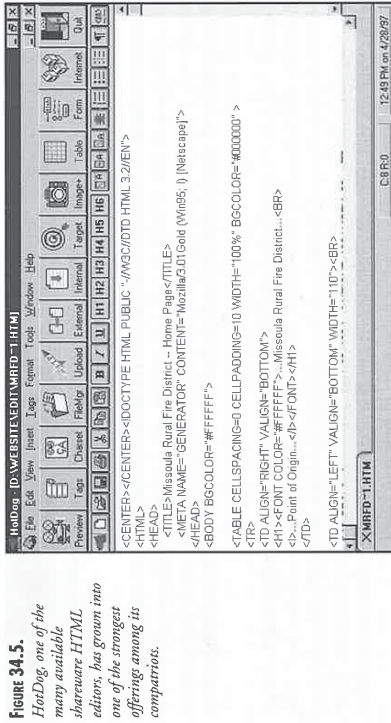 FIGURE 34.5.
HotDog, one of the
many available
shareware HTML
editors, has grown into
one of the strongest
offerings among its
compatriots.
HotDog - [D:\WEBSITE\EDIT\MRFD~1.HTM]
File Edit View Insert Tags Format Tools Window Help
Preview Tags Charset FileMgr Upload External Internal Target Image+ Table Form Internet Quit
B I U H1 H2 H3 H4 H5 H6
<CENTER></CENTER><!DOCTYPE HTML PUBLIC "-//W3C//DTD HTML 3.2//EN">
<HTML>
<HEAD>
<TITLE>Missoula Rural Fire District -- Home Page</TITLE>
<META NAME="GENERATOR" CONTENT="Mozilla/3.01Gold (Win95; I) [Netscape]">
</HEAD>
<BODY BGCOLOR="#FFFFFF">
<TABLE CELLSPACING=0 CELLPADDING=10 WIDTH="100%" BGCOLOR="#000000" >
<TR>
<TD ALIGN="RIGHT" VALIGN="BOTTOM">
<H1><FONT COLOR="#FFFFFF">...Missoula Rural Fire District...<BR>
<I>...Point of Origin...</I></FONT></H1>
</TD>
<TD ALIGN="LEFT" VALIGN="BOTTOM" WIDTH="110"><BR>
MRFD~1.HTM
C:8 R:0 12:49 PM on 4/28/97